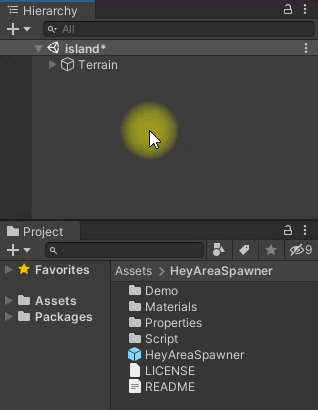 Hierarchy
All
island*
Terrain
Project
9
Favorites
Assets
Packages
Assets > HeyAreaSpawner
Demo
Materials
Properties
Script
HeyAreaSpawner
LICENSE
README